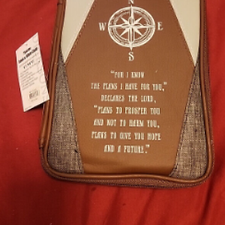 N
W E
S
"FOR I KNOW
THE PLANS I HAVE FOR YOU,"
DECLARES THE LORD,
"PLANS TO PROSPER YOU
AND NOT TO HARM YOU,
PLANS TO GIVE YOU HOPE
AND A FUTURE."